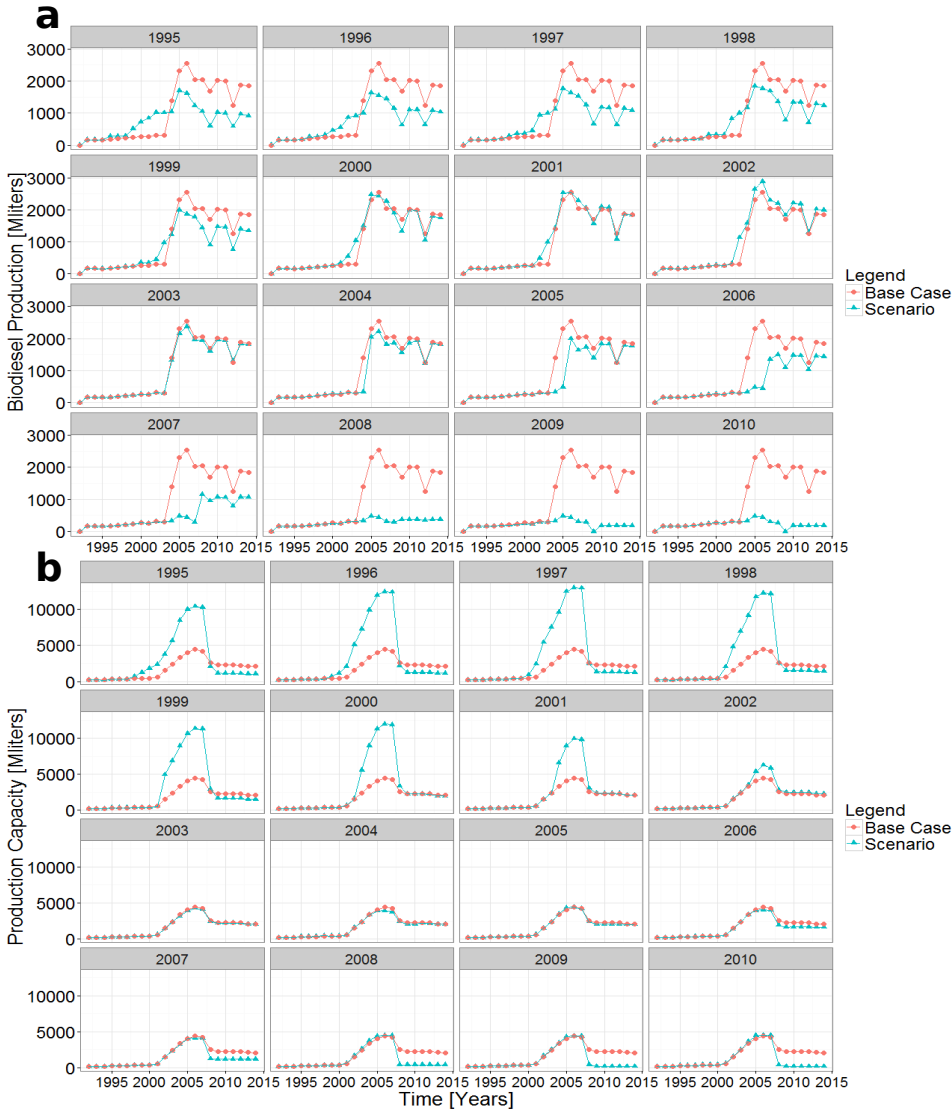 a
1995 1996 1997 1998
3000
2000
1000
0
1999 2000 2001 2002
3000
2000
1000
0
2003 2004 2005 2006
3000
2000
1000
0
2007 2008 2009 2010
3000
2000
1000
0
1995 2000 2005 2010 2015 1995 2000 2005 2010 2015 1995 2000 2005 2010 2015 1995 2000 2005 2010 2015
Biodiesel Production [Mliters]
Legend
Base Case
Scenario
b
1995 1996 1997 1998
10000
5000
0
1999 2000 2001 2002
10000
5000
0
2003 2004 2005 2006
10000
5000
0
2007 2008 2009 2010
10000
5000
0
1995 2000 2005 2010 2015 1995 2000 2005 2010 2015 1995 2000 2005 2010 2015 1995 2000 2005 2010 2015
Production Capacity [Mliters]
Time [Years]
Legend
Base Case
Scenario